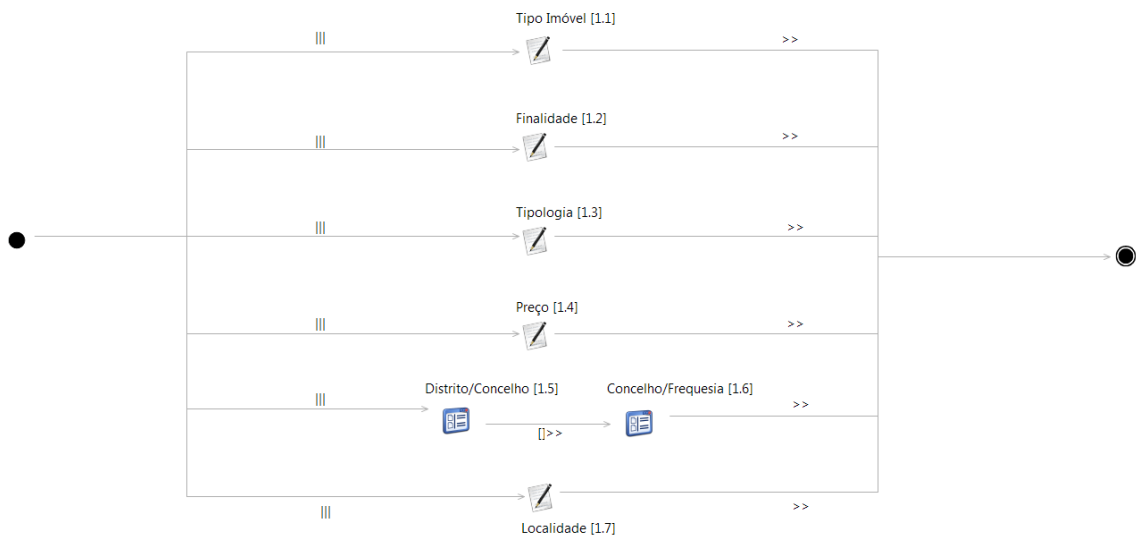 Tipo Imóvel [1.1]
||| >>
Finalidade [1.2]
||| >>
Tipologia [1.3]
||| >>
Preço [1.4]
||| >>
Distrito/Concelho [1.5] Concelho/Frequesia [1.6]
||| []>> >>
||| >>
Localidade [1.7]